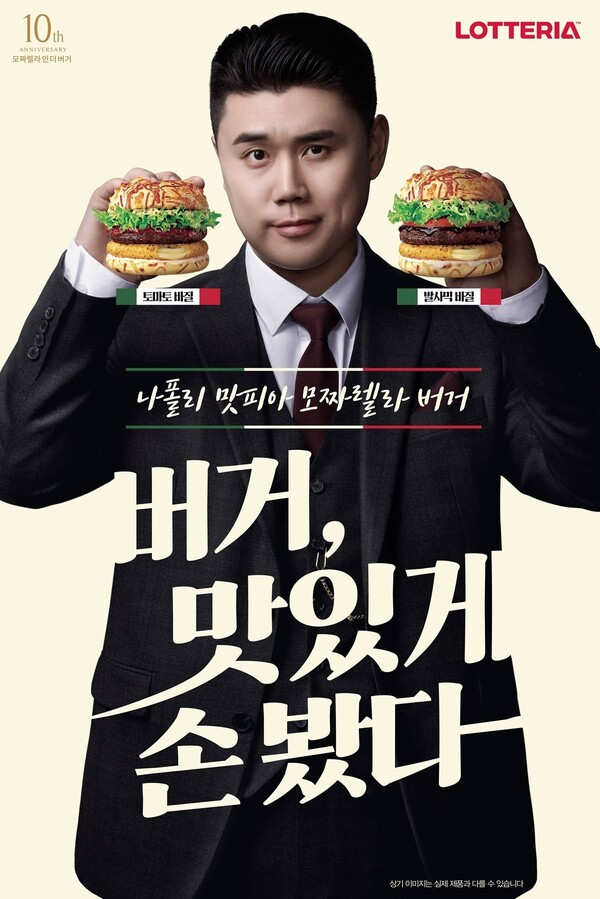 10th
ANNIVERSARY
모짜렐라 인 더 버거
LOTTERIA
토마토 바질
발사믹 바질
나폴리 맛피아 모짜렐라 버거
버거,
맛있게
손봤다
상기 이미지는 실제 제품과 다를 수 있습니다